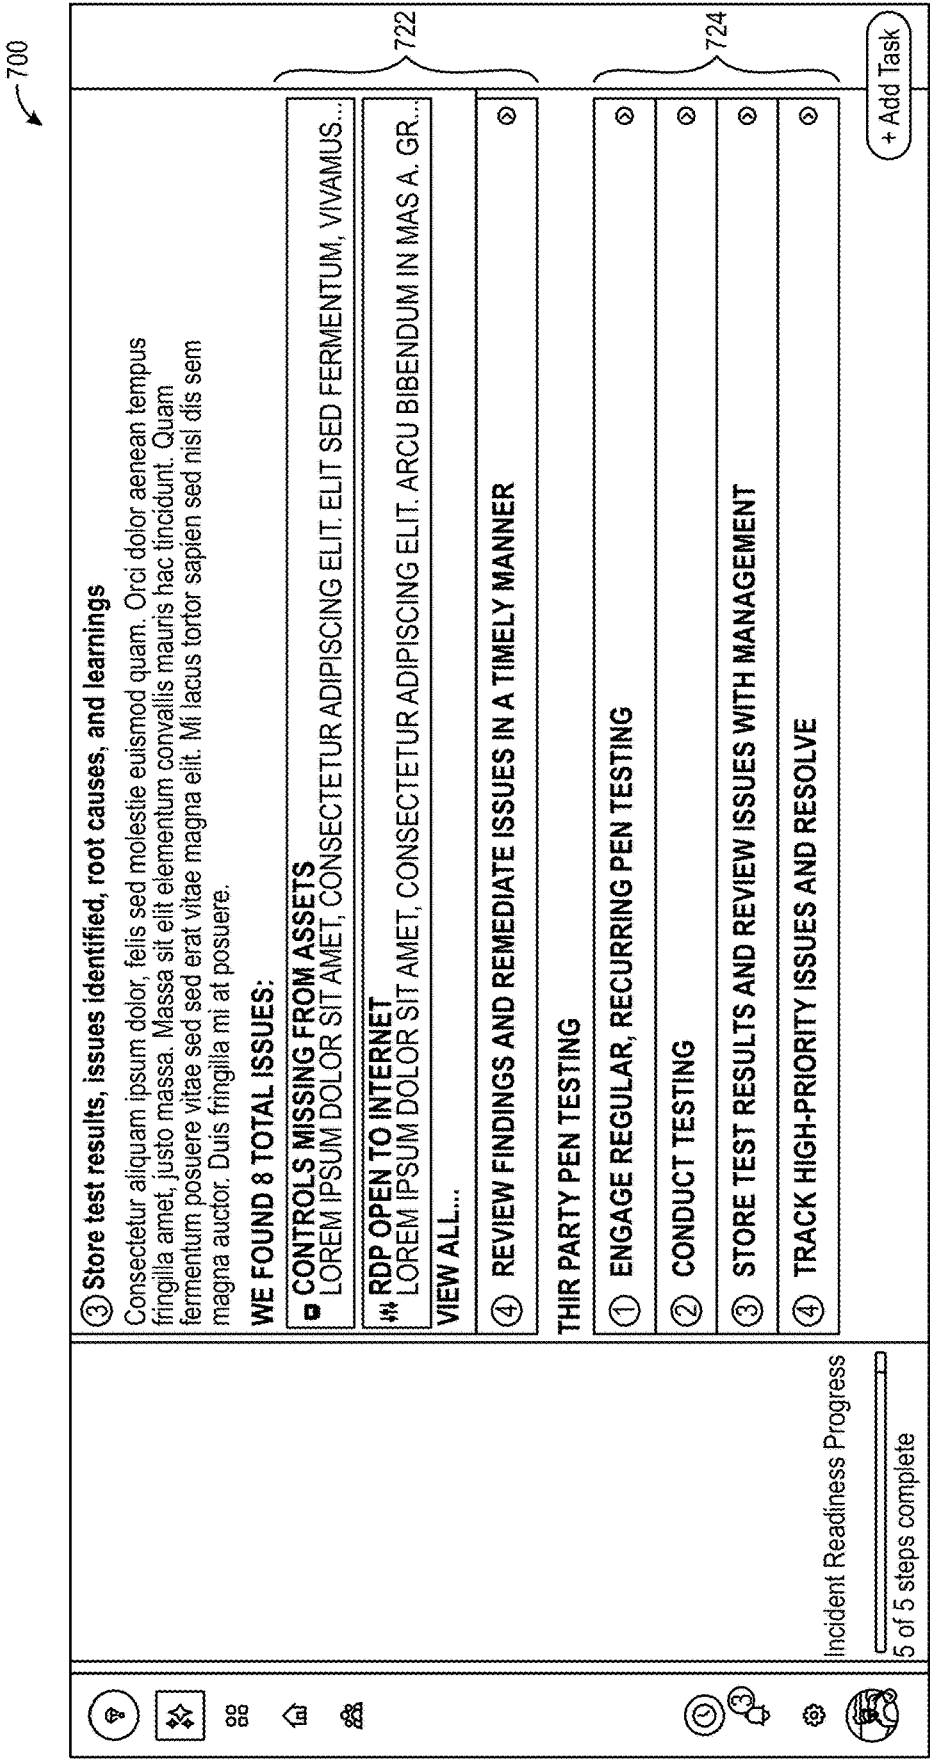 700
③ Store test results, issues identified, root causes, and learnings
Consectetur aliquam ipsum dolor, felis sed molestie euismod quam. Orci dolor aenean tempus
fringilla amet, justo massa. Massa sit elit elementum convallis mauris hac tincidunt. Quam
fermentum posuere vitae sed sed erat vitae magna elit. Mi lacus tortor sapien sed nisl dis sem
magna auctor. Duis fringilla mi at posuere.
WE FOUND 8 TOTAL ISSUES:
CONTROLS MISSING FROM ASSETS
LOREM IPSUM DOLOR SIT AMET, CONSECTETUR ADIPISCING ELIT. ELIT SED FERMENTUM, VIVAMUS...
RDP OPEN TO INTERNET
LOREM IPSUM DOLOR SIT AMET, CONSECTETUR ADIPISCING ELIT. ARCU BIBENDUM IN MAS A. GR...
VIEW ALL...
722
④ REVIEW FINDINGS AND REMEDIATE ISSUES IN A TIMELY MANNER
THIR PARTY PEN TESTING
① ENGAGE REGULAR, RECURRING PEN TESTING
② CONDUCT TESTING
③ STORE TEST RESULTS AND REVIEW ISSUES WITH MANAGEMENT
④ TRACK HIGH-PRIORITY ISSUES AND RESOLVE
724
3
Incident Readiness Progress
5 of 5 steps complete
+ Add Task